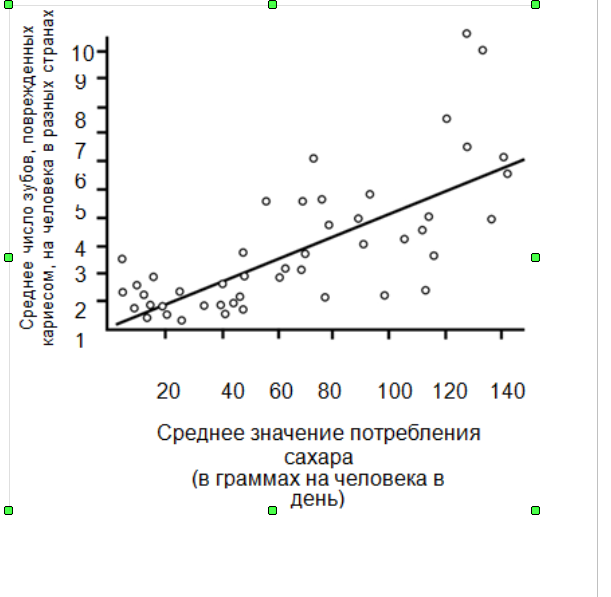 Среднее число зубов, поврежденных
кариесом, на человека в разных странах
10
9
8
7
6
5
4
3
2
1
20 40 60 80 100 120 140
Среднее значение потребления
сахара
(в граммах на человека в
день)